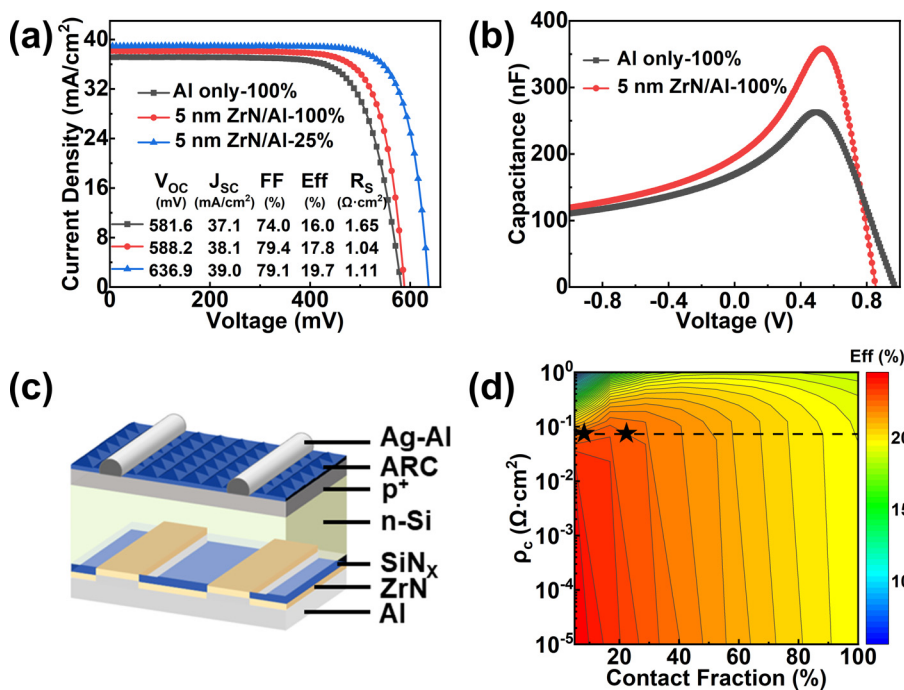 (a)
Current Density (mA/cm²)
40
36
24
12
0
Al only-100%
5 nm ZrN/Al-100%
5 nm ZrN/Al-25%
V_OC J_SC FF Eff R_S
(mV) (mA/cm²) (%) (%) (Ω·cm²)
581.6 37.1 74.0 16.0 1.65
588.2 38.1 79.4 17.8 1.04
636.9 39.0 79.1 19.7 1.11
0 200 400 600
Voltage (mV)
(b)
Capacitance (nF)
400
300
200
100
0
Al only-100%
5 nm ZrN/Al-100%
-0.8 -0.4 0.0 0.4 0.8
Voltage (V)
(c)
Ag-Al
ARC
p⁺
n-Si
SiN_X
ZrN
Al
(d)
Eff (%)
ρ_c (Ω·cm²)
10⁰
10⁻¹
10⁻²
10⁻³
10⁻⁴
10⁻⁵
20 40 60 80 100
Contact Fraction (%)
20
15
10